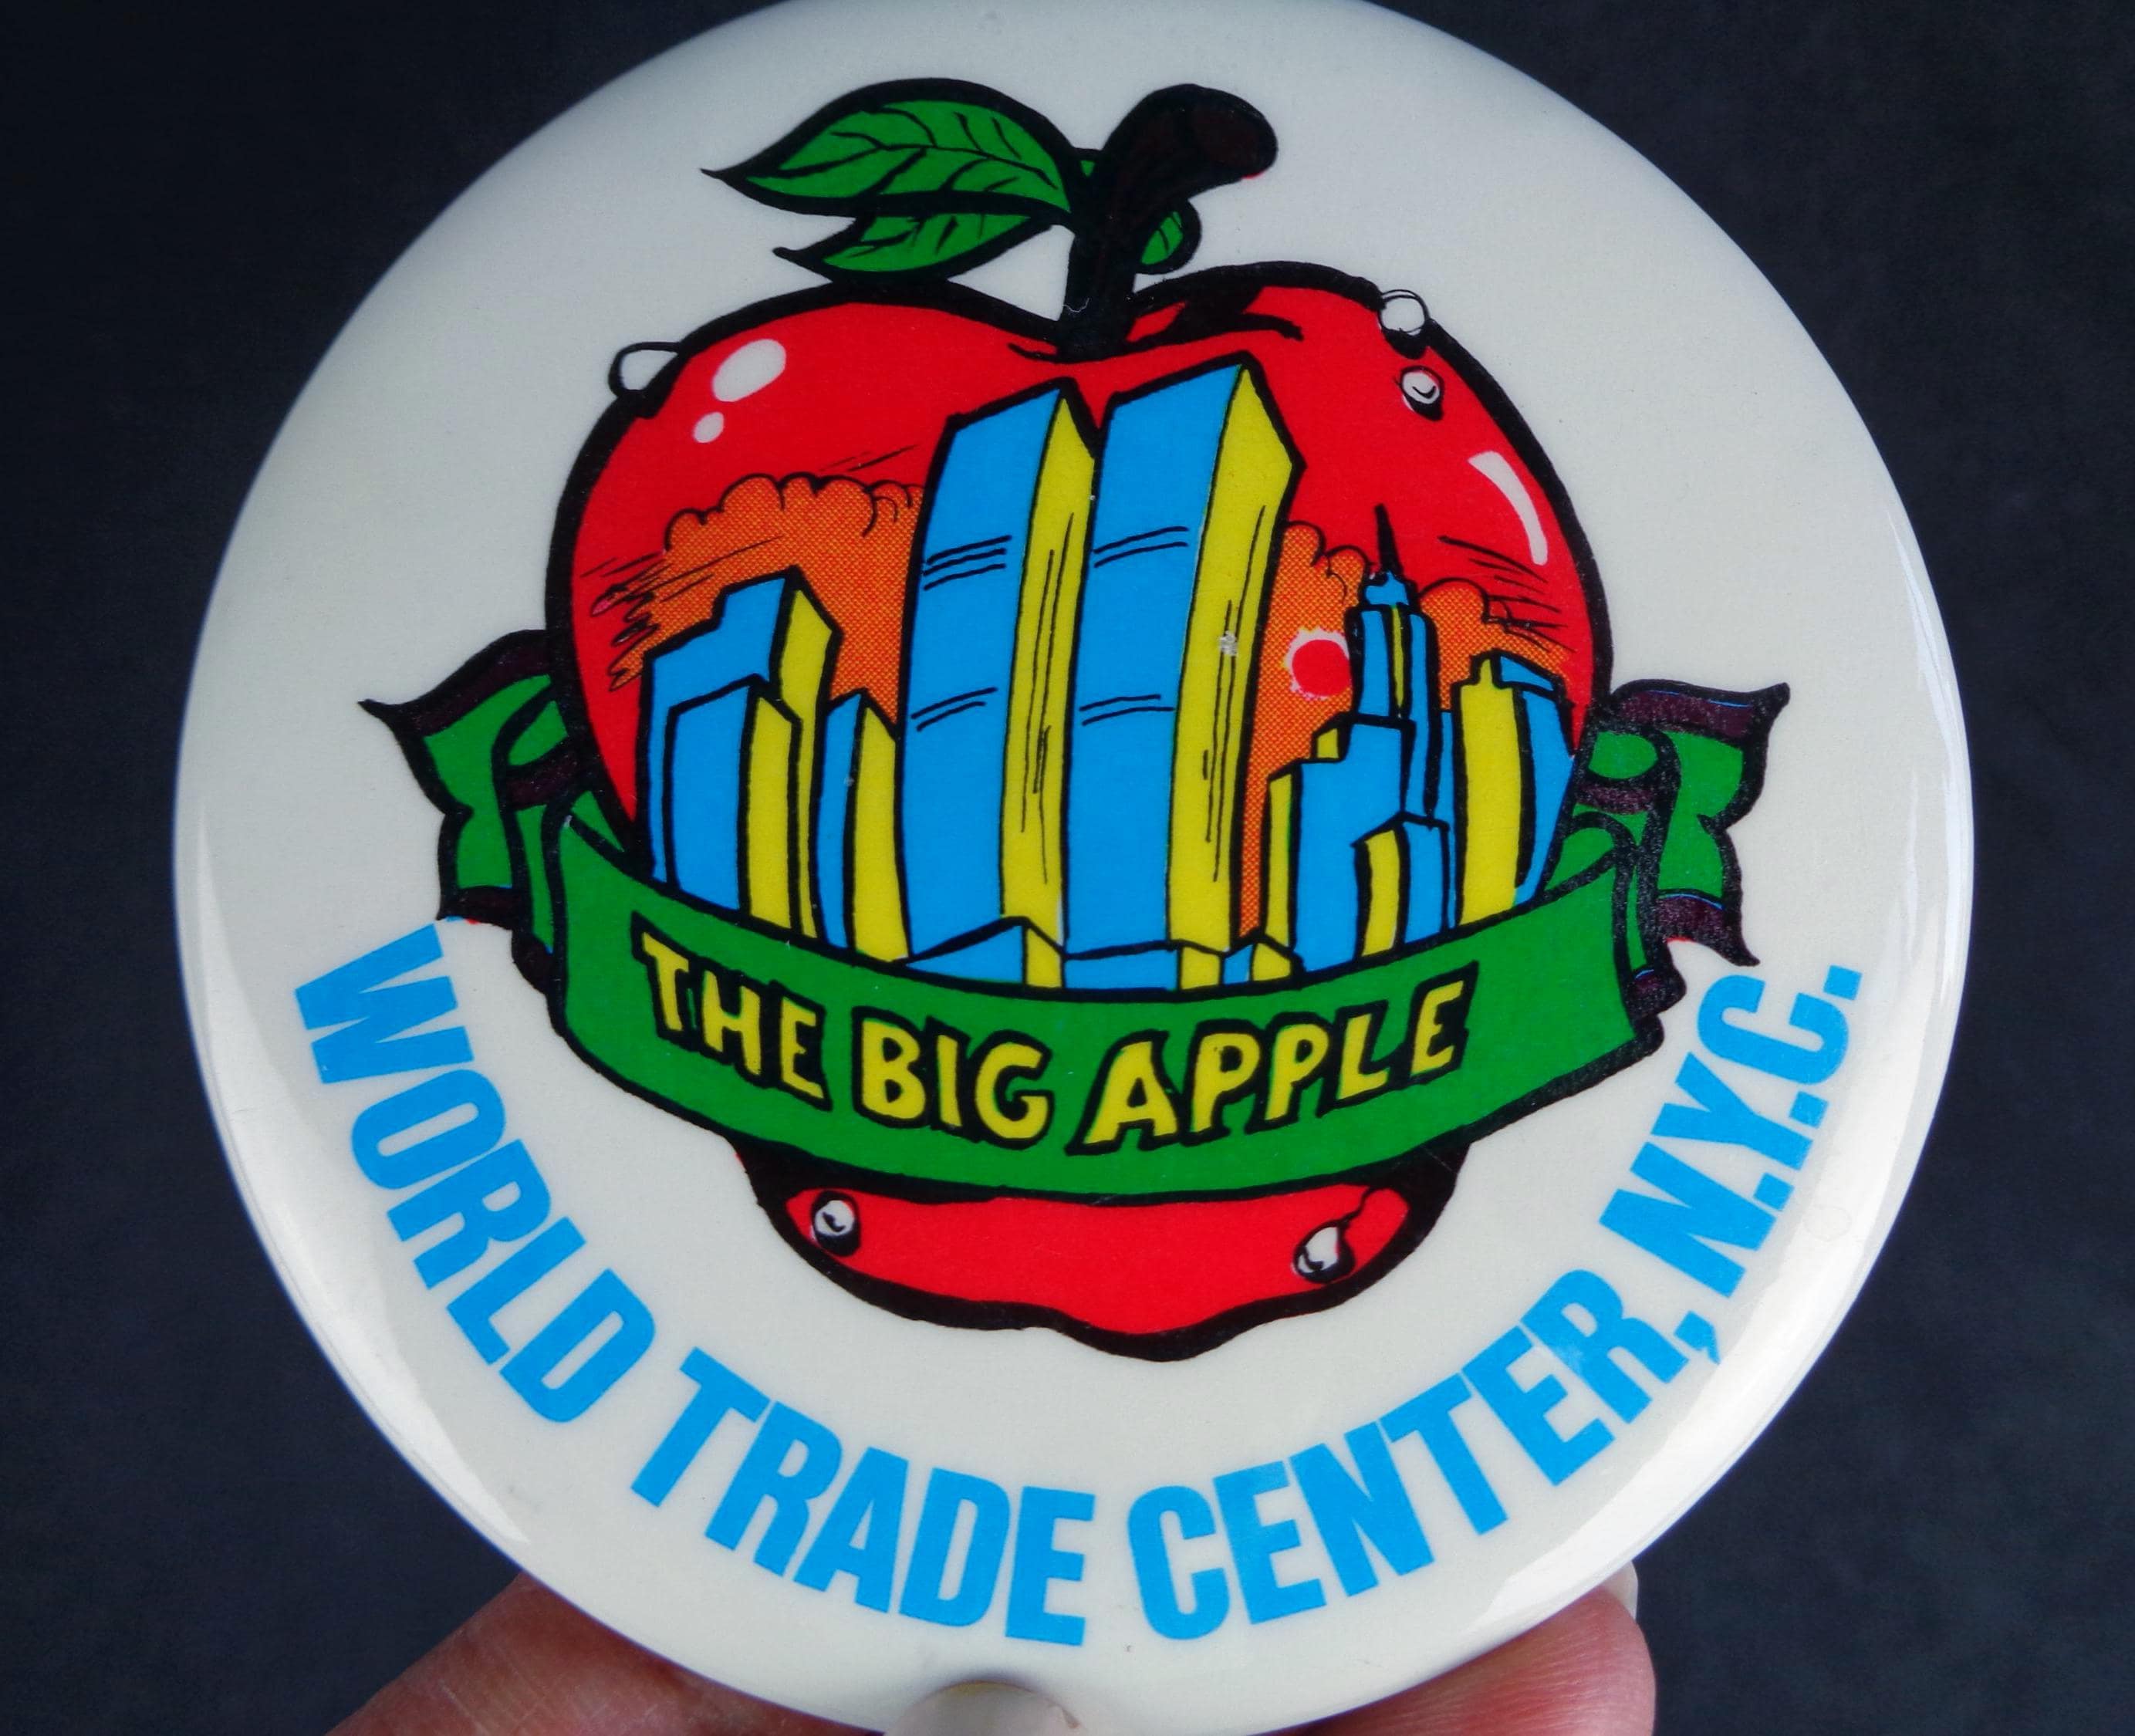 THE BIG APPLE
WORLD TRADE CENTER, N.Y.C.